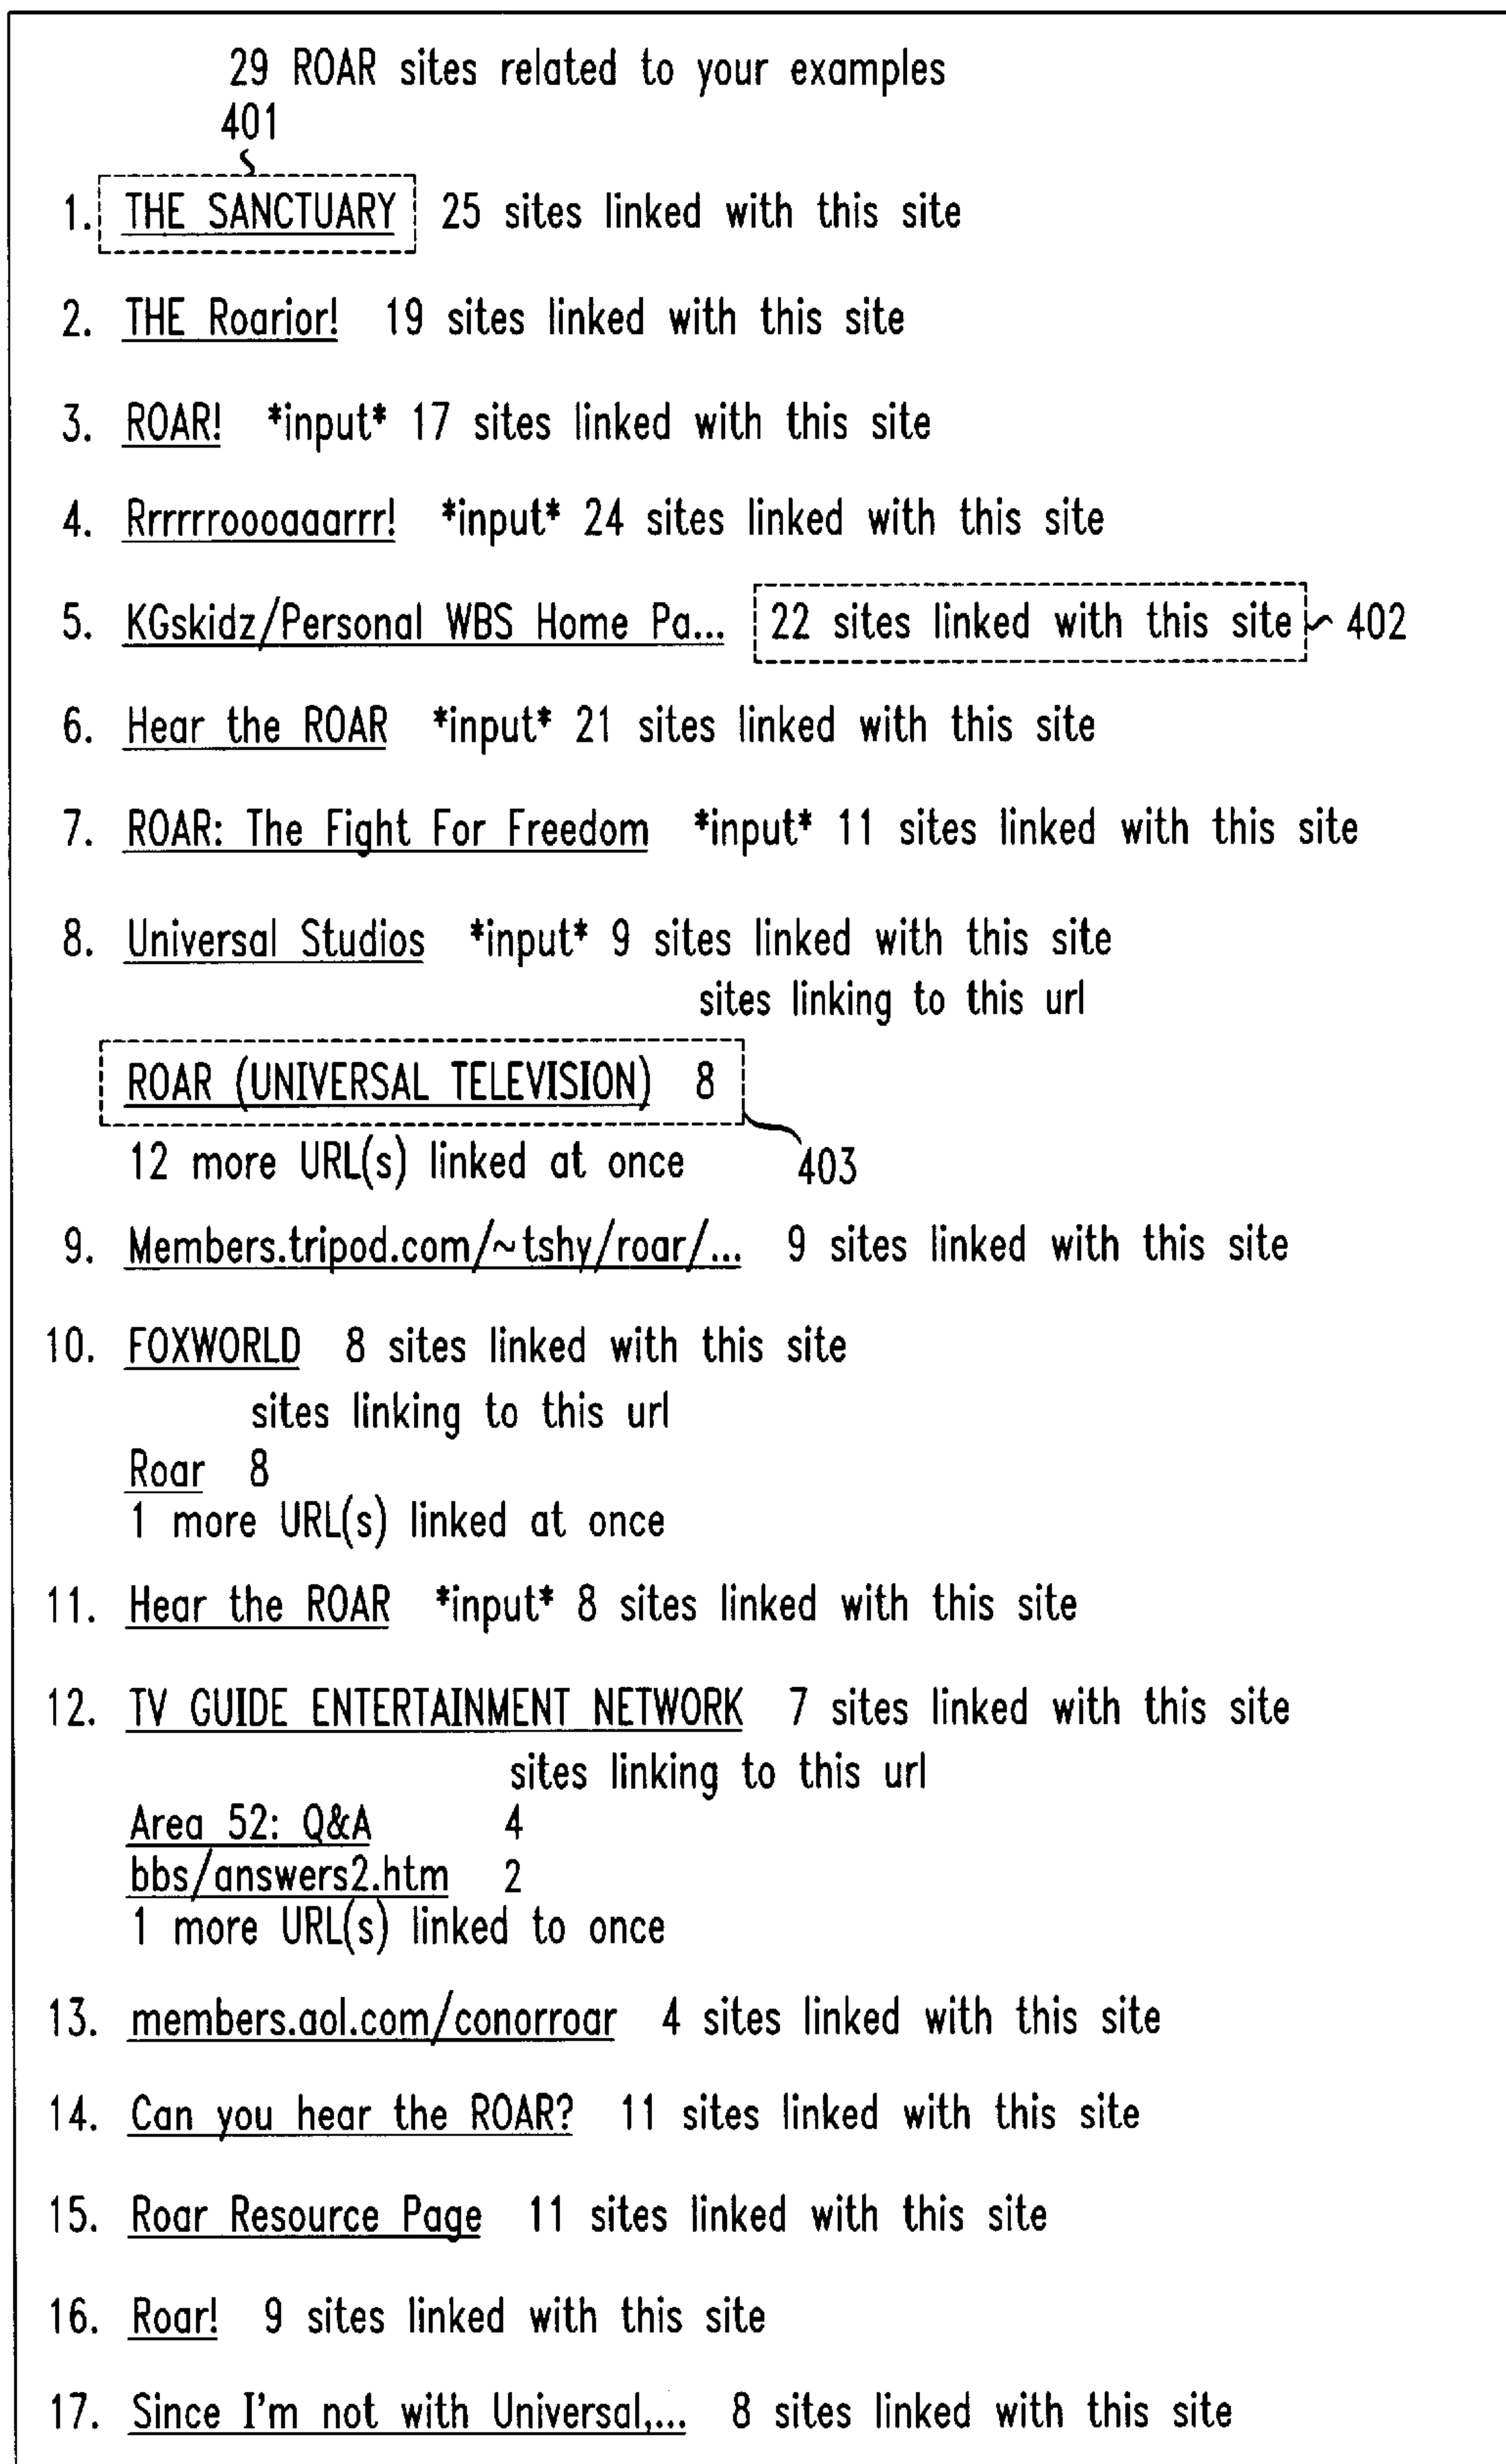 29 ROAR sites related to your examples
401
1. THE SANCTUARY 25 sites linked with this site
2. THE Roarior! 19 sites linked with this site
3. ROAR! *input* 17 sites linked with this site
4. Rrrrrroooaaarrr! *input* 24 sites linked with this site
5. KGskidz/Personal WBS Home Pa... 22 sites linked with this site 402
6. Hear the ROAR *input* 21 sites linked with this site
7. ROAR: The Fight For Freedom *input* 11 sites linked with this site
8. Universal Studios *input* 9 sites linked with this site
sites linking to this url
ROAR (UNIVERSAL TELEVISION) 8
12 more URL(s) linked at once 403
9. Members.tripod.com/~tshy/roar/... 9 sites linked with this site
10. FOXWORLD 8 sites linked with this site
sites linking to this url
Roar 8
1 more URL(s) linked at once
11. Hear the ROAR *input* 8 sites linked with this site
12. TV GUIDE ENTERTAINMENT NETWORK 7 sites linked with this site
sites linking to this url
Area 52: Q&A 4
bbs/answers2.htm 2
1 more URL(s) linked to once
13. members.aol.com/conorroar 4 sites linked with this site
14. Can you hear the ROAR? 11 sites linked with this site
15. Roar Resource Page 11 sites linked with this site
16. Roar! 9 sites linked with this site
17. Since I'm not with Universal,... 8 sites linked with this site